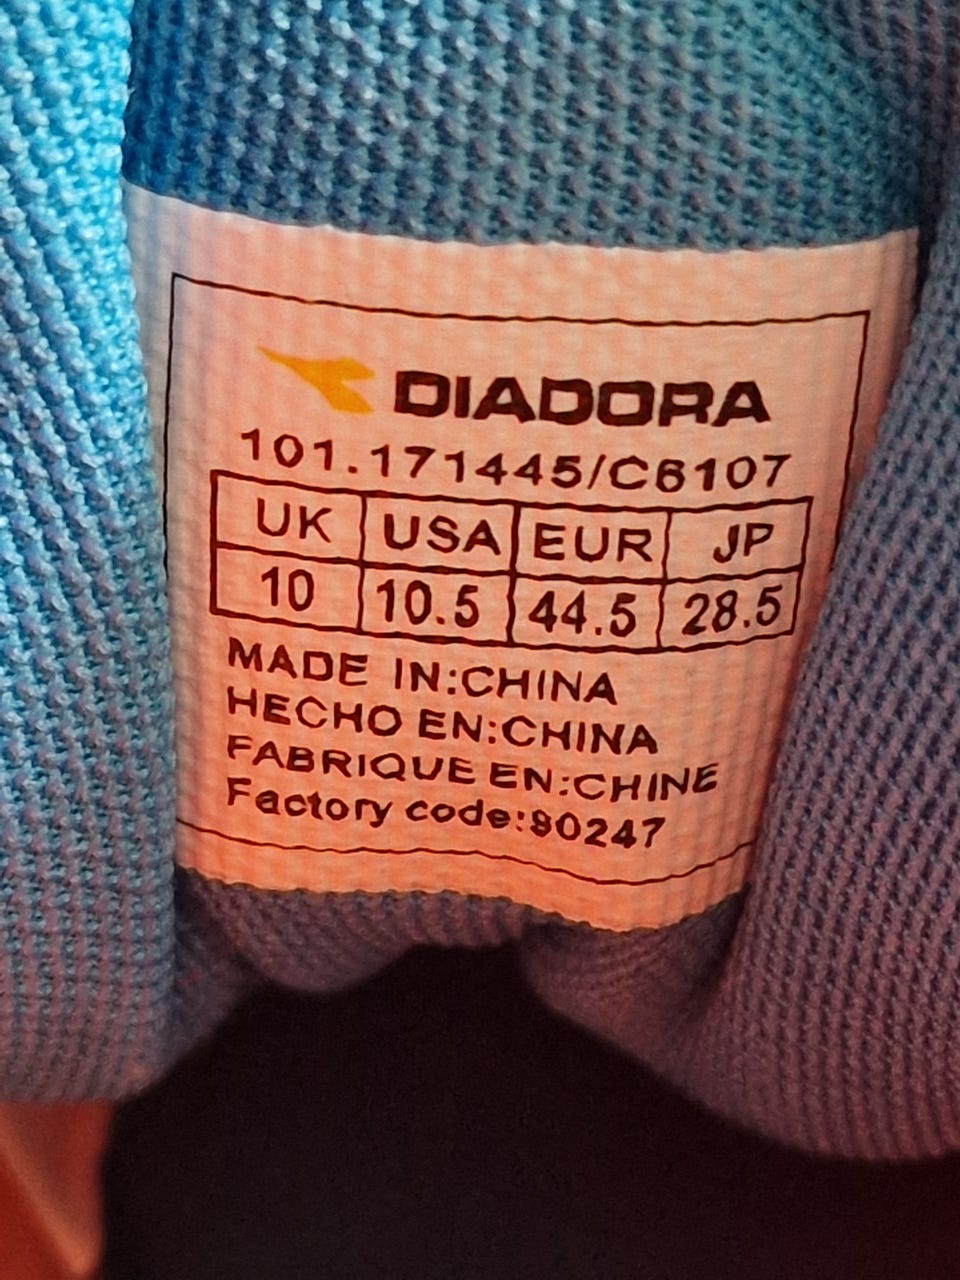 DIADORA
101.171445/C6107
UK USA EUR JP
10 10.5 44.5 28.5
MADE IN:CHINA
HECHO EN:CHINA
FABRIQUE EN:CHINE
Factory code:80247